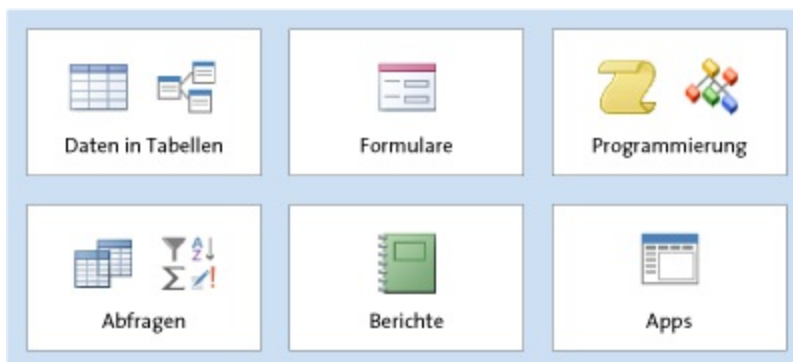 Daten in Tabellen
Formulare
Programmierung
Abfragen
Berichte
Apps